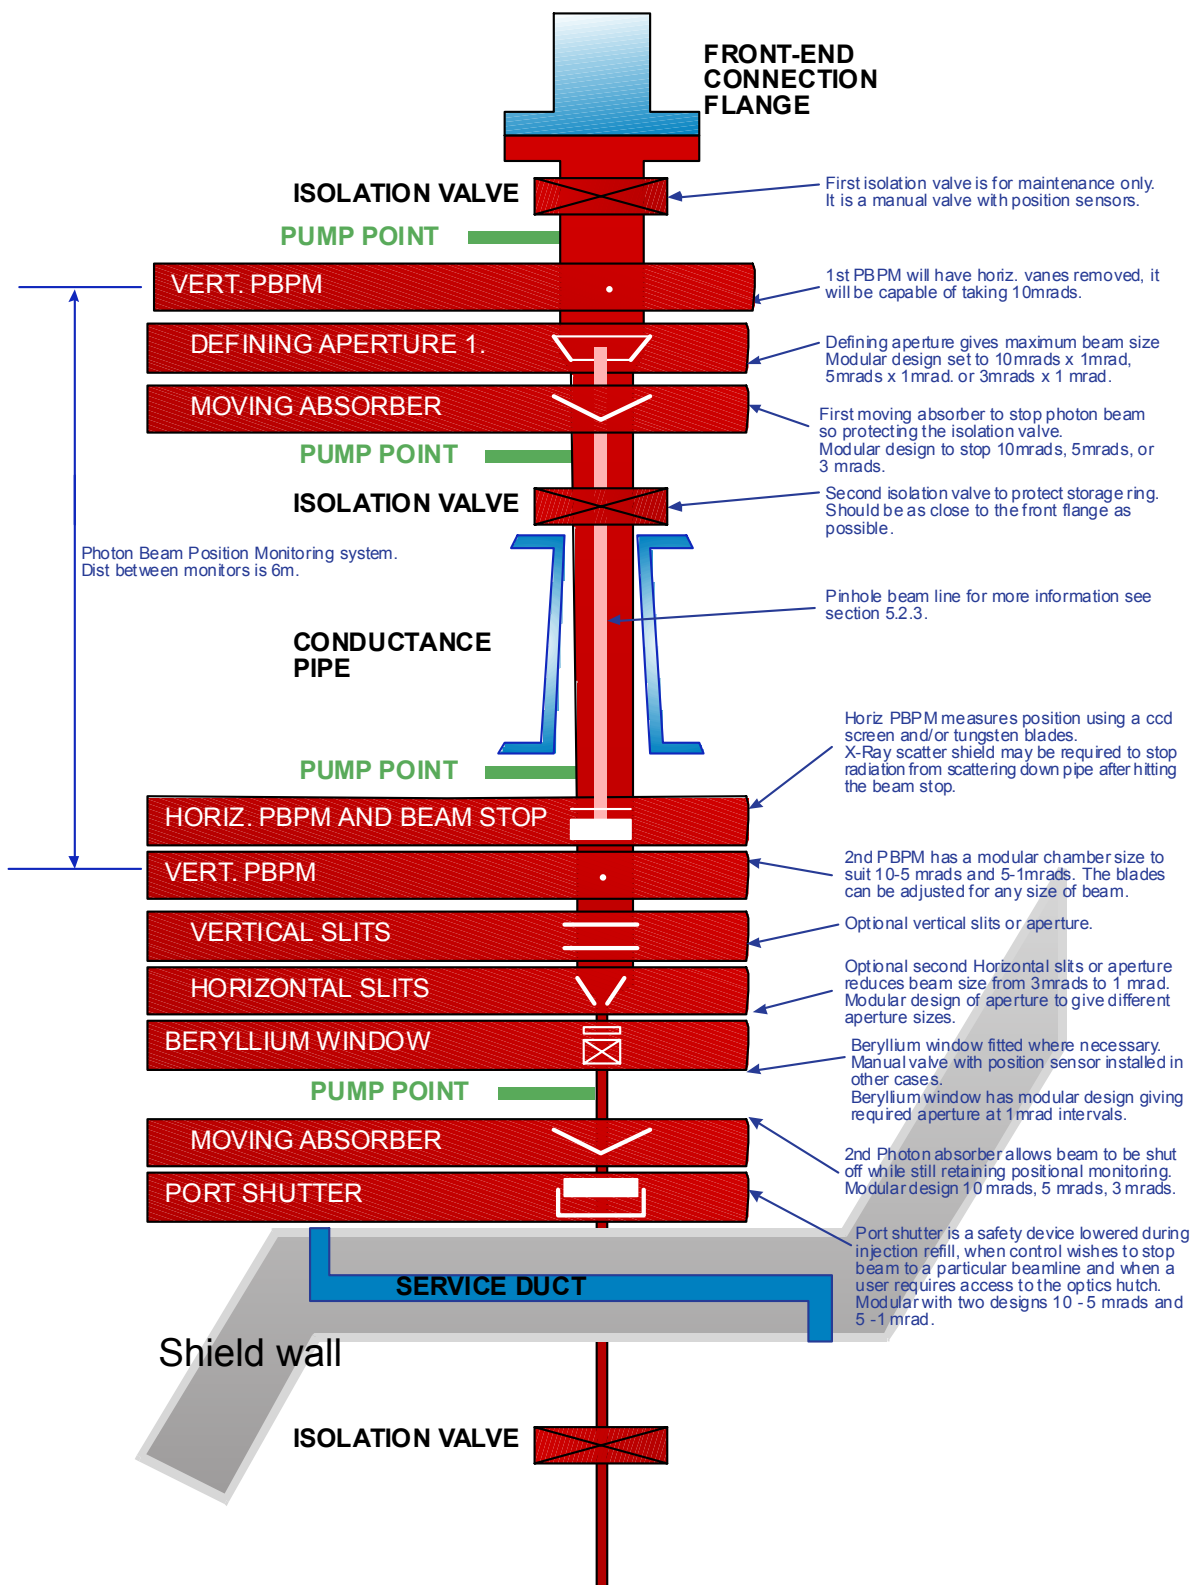 FRONT-END
CONNECTION
FLANGE
ISOLATION VALVE
First isolation valve is for maintenance only.
It is a manual valve with position sensors.
PUMP POINT
VERT. PBPM
1st PBPM will have horiz. vanes removed, it
will be capable of taking 10mrads.
DEFINING APERTURE 1.
Defining aperture gives maximum beam size
Modular design set to 10mrads x 1mrad,
5mrads x 1mrad. or 3mrads x 1 mrad.
MOVING ABSORBER
First moving absorber to stop photon beam
so protecting the isolation valve.
Modular design to stop 10mrads, 5mrads, or
3 mrads.
PUMP POINT
ISOLATION VALVE
Second isolation valve to protect storage ring.
Should be as close to the front flange as
possible.
Photon Beam Position Monitoring system.
Dist between monitors is 6m.
Pinhole beam line for more information see
section 5.2.3.
CONDUCTANCE
PIPE
Horiz PBPM measures position using a ccd
screen and/or tungsten blades.
X-Ray scatter shield may be required to stop
radiation from scattering down pipe after hitting
the beam stop.
PUMP POINT
HORIZ. PBPM AND BEAM STOP
VERT. PBPM
2nd PBPM has a modular chamber size to
suit 10-5 mrads and 5-1mrads. The blades
can be adjusted for any size of beam.
VERTICAL SLITS
Optional vertical slits or aperture.
HORIZONTAL SLITS
Optional second Horizontal slits or aperture
reduces beam size from 3mrads to 1 mrad.
Modular design of aperture to give different
aperture sizes.
BERYLLIUM WINDOW
Beryllium window fitted where necessary.
Manual valve with position sensor installed in
other cases.
Beryllium window has modular design giving
required aperture at 1mrad intervals.
PUMP POINT
MOVING ABSORBER
2nd Photon absorber allows beam to be shut
off while still retaining positional monitoring.
Modular design 10 mrads, 5 mrads, 3 mrads.
PORT SHUTTER
Port shutter is a safety device lowered during
injection refill, when control wishes to stop
beam to a particular beamline and when a
user requires access to the optics hutch.
Modular with two designs 10 - 5 mrads and
5 -1 mrad.
SERVICE DUCT
Shield wall
ISOLATION VALVE